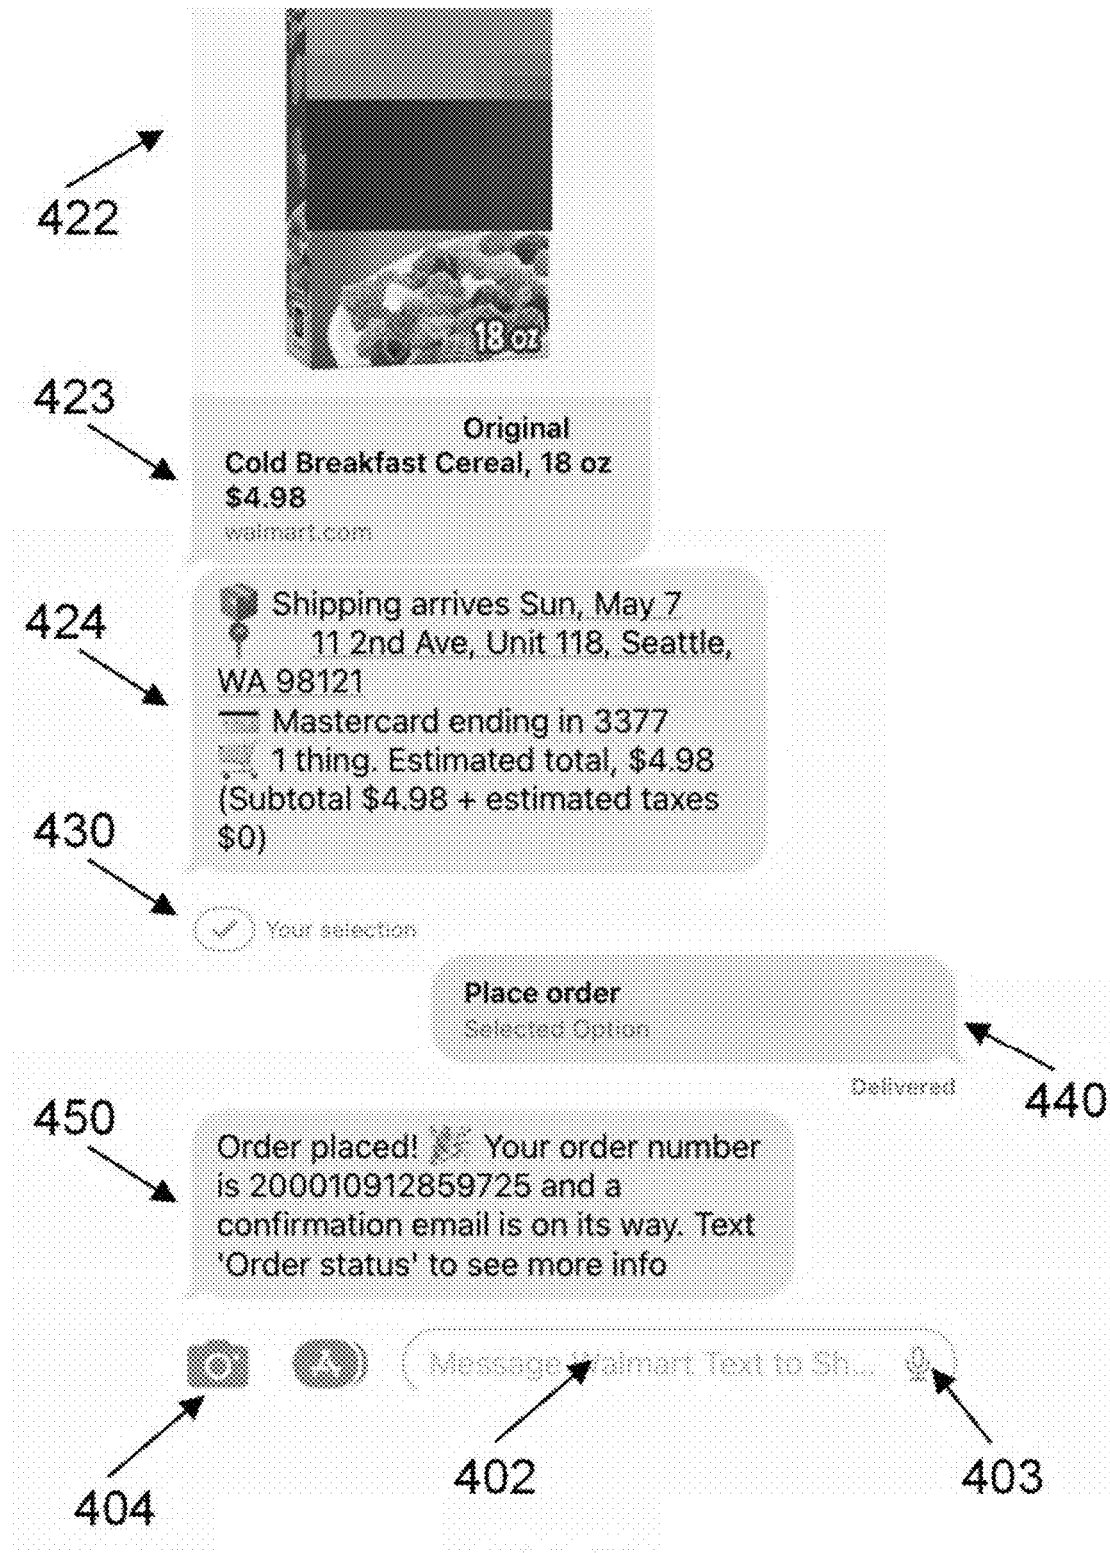 18 oz
422
423
Original
Cold Breakfast Cereal, 18 oz
$4.98
walmart.com
424
Shipping arrives Sun, May 7
11 2nd Ave, Unit 118, Seattle,
WA 98121
Mastercard ending in 3377
1 thing. Estimated total, $4.98
(Subtotal $4.98 + estimated taxes
$0)
430
Your selection
Place order
Selected Option
440
Delivered
450
Order placed! Your order number
is 200010912859725 and a
confirmation email is on its way. Text
'Order status' to see more info
Message Walmart Text to Sh...
404
402
403